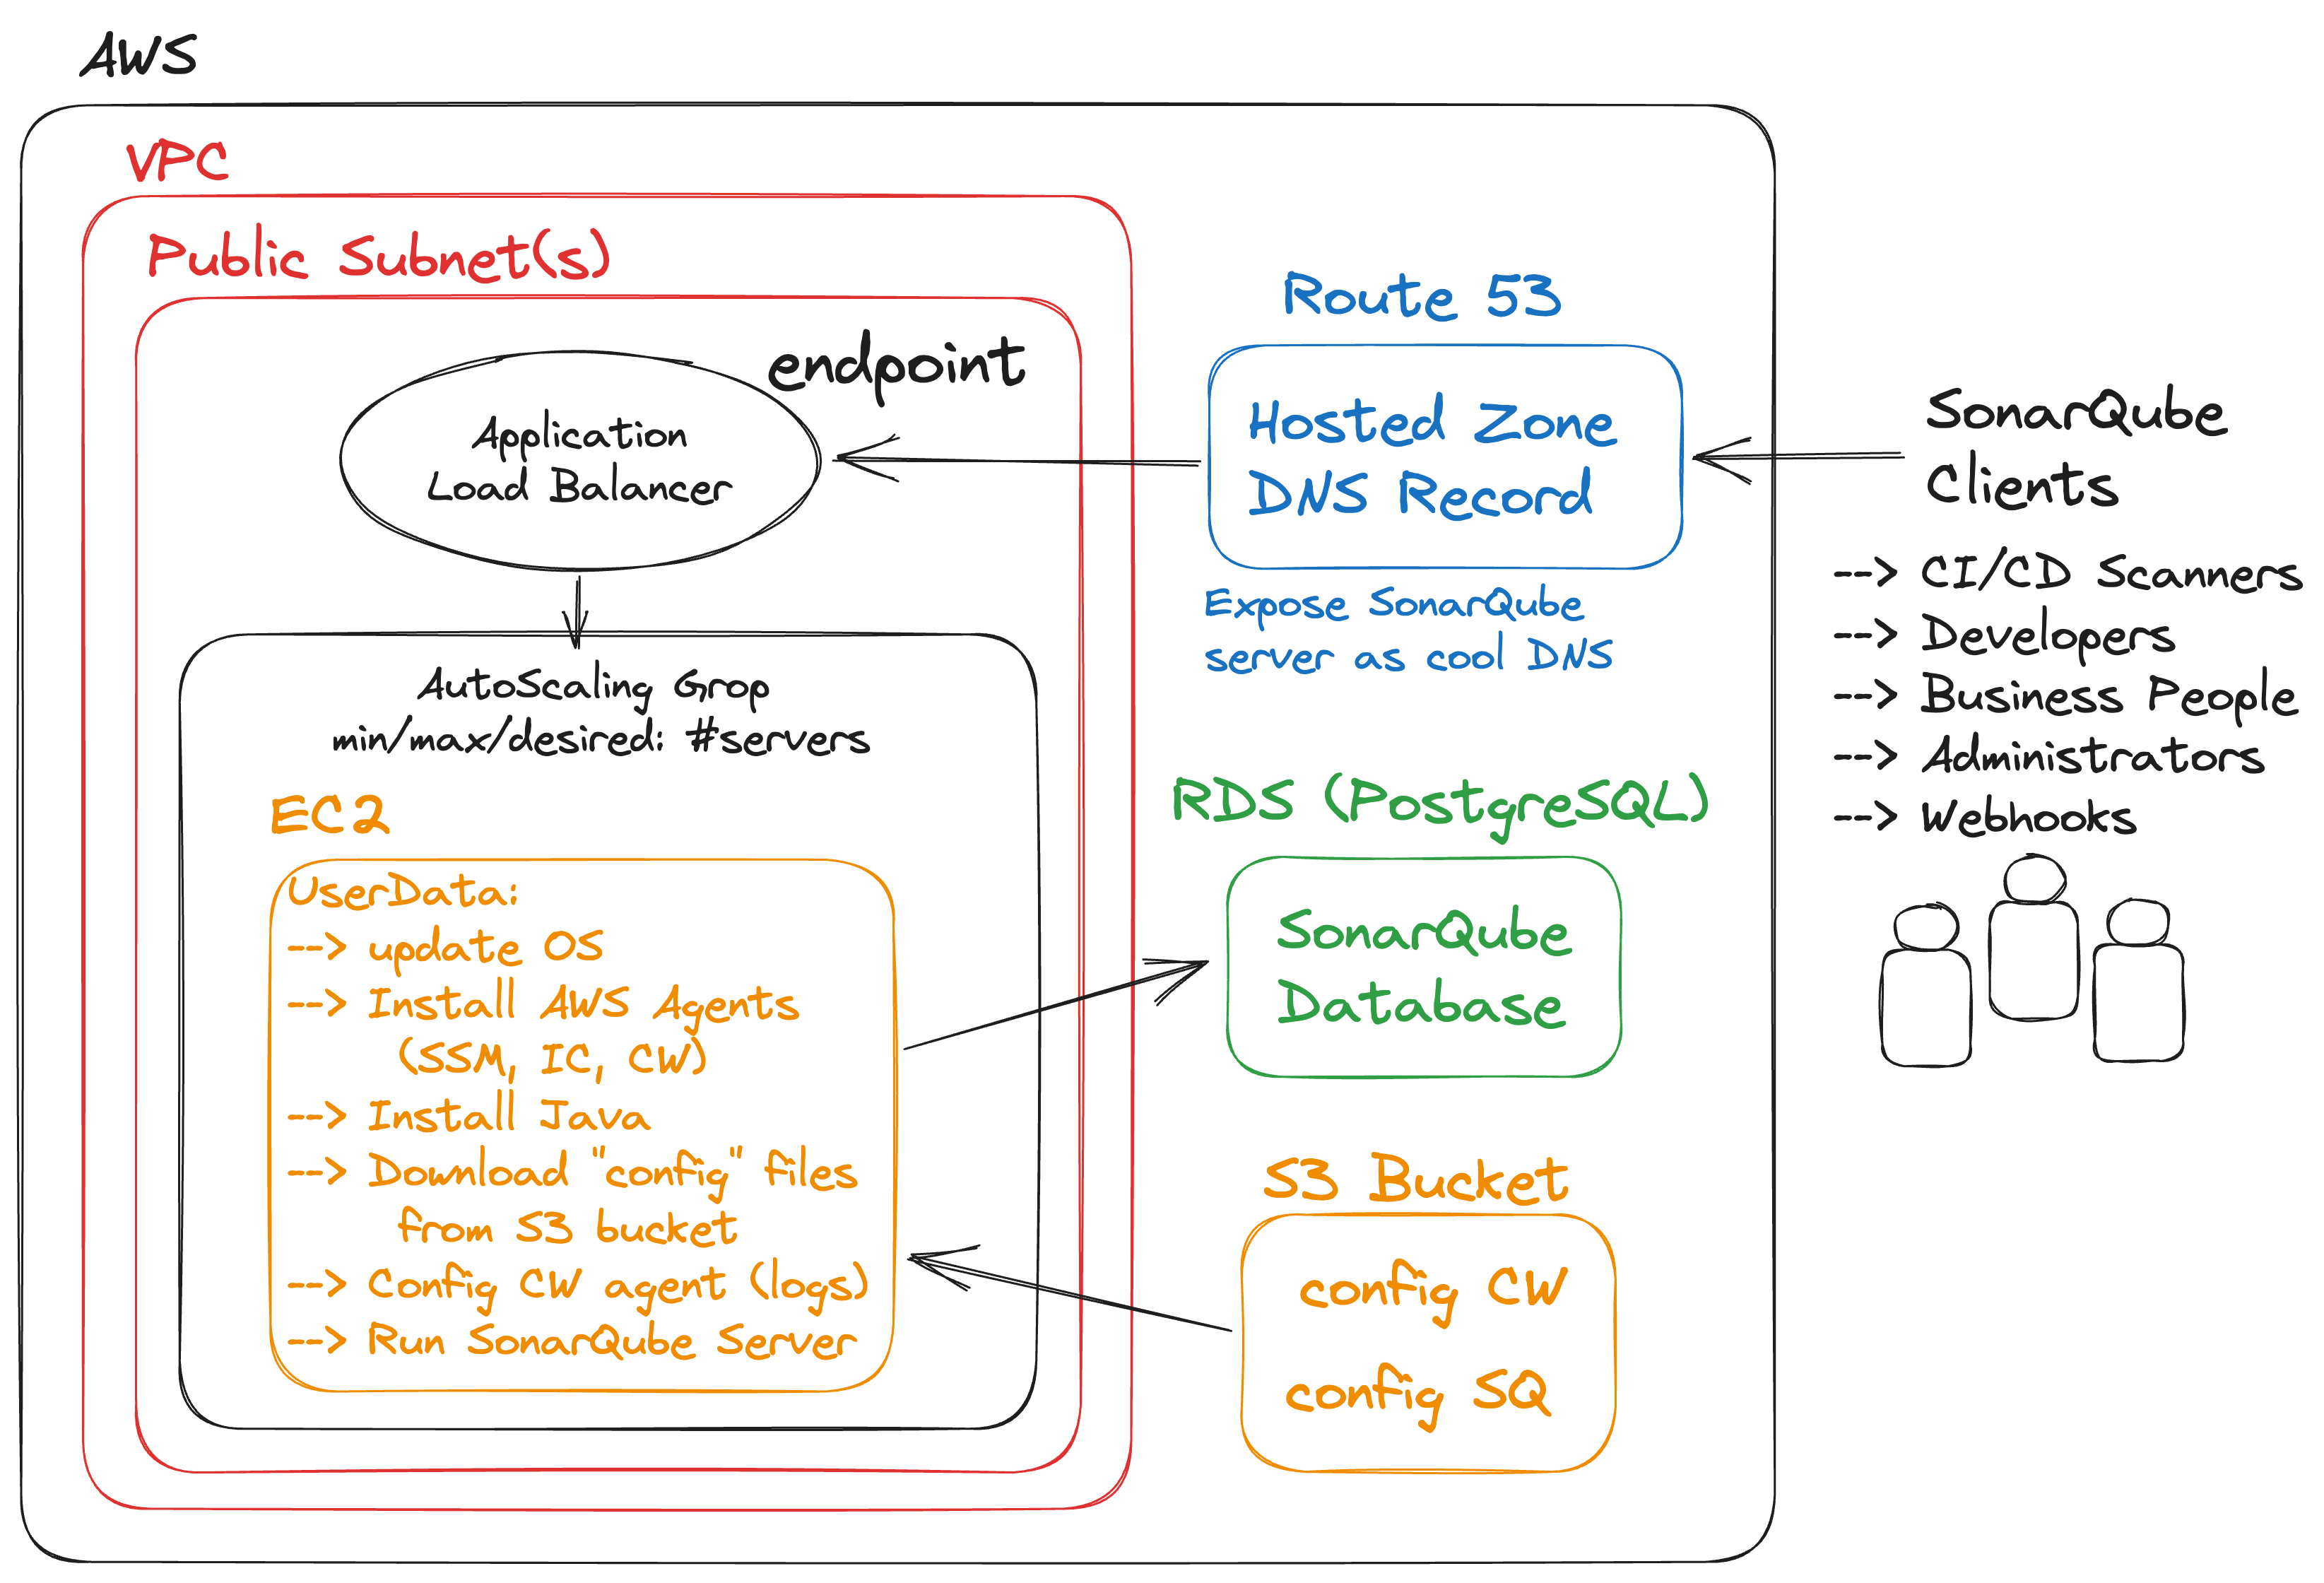 AWS
VPC
Public Subnet(s)
endpoint
Application
Load Balancer
AutoScaling Grop
min/max/desired: #servers
EC2
UserData:
--> update OS
--> Install AWS Agents
(SSM, IC, CW)
--> Install Java
--> Download "config" files
from S3 bucket
--> Config CW agent (logs)
--> Run SonarQube Server
Route 53
Hosted Zone
DNS Record
Expose SonarQube
server as cool DNS
RDS (PostgreSQL)
SonarQube
Database
S3 Bucket
config CW
config SQ
SonarQube
Clients
--> CI/CD Scanners
--> Developers
--> Business People
--> Administrators
--> Webhooks